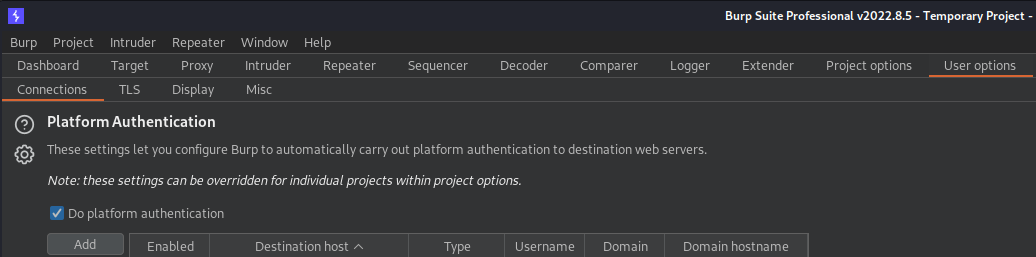 Burp Suite Professional v2022.8.5 - Temporary Project -
Burp Project Intruder Repeater Window Help
Dashboard Target Proxy Intruder Repeater Sequencer Decoder Comparer Logger Extender Project options User options
Connections TLS Display Misc
Platform Authentication
These settings let you configure Burp to automatically carry out platform authentication to destination web servers.
Note: these settings can be overridden for individual projects within project options.
Do platform authentication
Add Enabled Destination host Type Username Domain Domain hostname